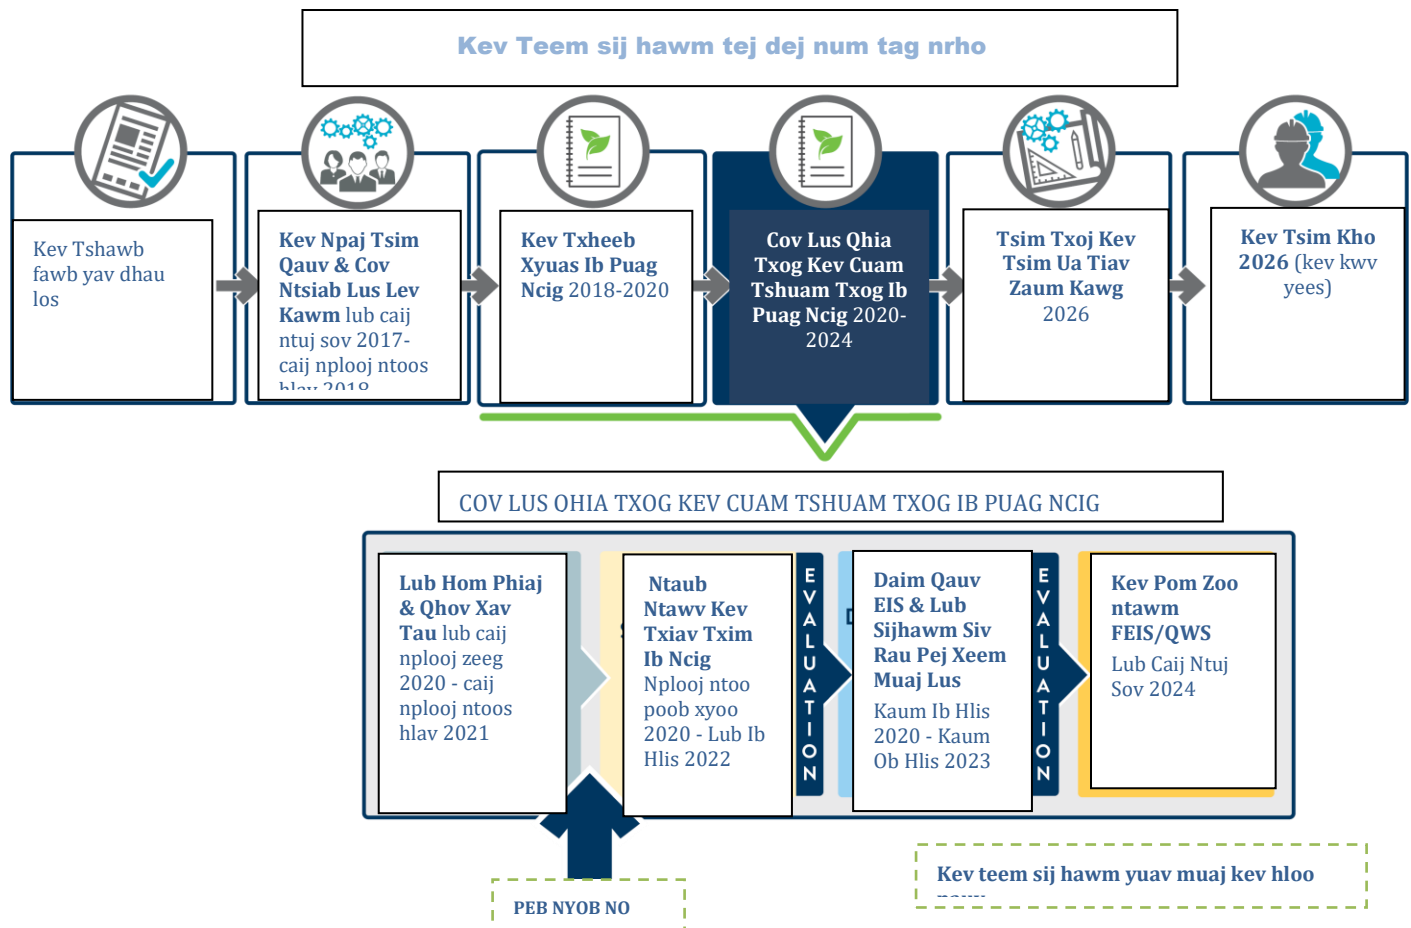 Kev Teem sij hawm tej dej num tag nrho
Kev Tshawb
fawb yav dhau
los
Kev Npaj Tsim
Qauv & Cov
Ntsiab Lus Lev
Kawm lub caij
ntuj sov 2017-
caij nplooj ntoos
hlav 2018
Kev Txheeb
Xyuas Ib Puag
Ncig 2018-2020
Cov Lus Qhia
Txog Kev Cuam
Tshuam Txog Ib
Puag Ncig 2020-
2024
Tsim Txoj Kev
Tsim Ua Tiav
Zaum Kawg
2026
Kev Tsim Kho
2026 (kev kwv
yees)
COV LUS QHIA TXOG KEV CUAM TSHUAM TXOG IB PUAG NCIG
Lub Hom Phiaj
& Qhov Xav
Tau lub caij
nplooj zeeg
2020 - caij
nplooj ntoos
hlav 2021
Ntaub
Ntawv Kev
Txiav Txim
Ib Ncig
Nplooj ntoo
poob xyoo
2020 - Lub Ib
Hlis 2022
EVALUATION
Daim Qauv
EIS & Lub
Sijhawm Siv
Rau Pej Xeem
Muaj Lus
Kaum Ib Hlis
2020 - Kaum
Ob Hlis 2023
EVALUATION
Kev Pom Zoo
ntawm
FEIS/QWS
Lub Caij Ntuj
Sov 2024
PEB NYOB NO
Kev teem sij hawm yuav muaj kev hloo